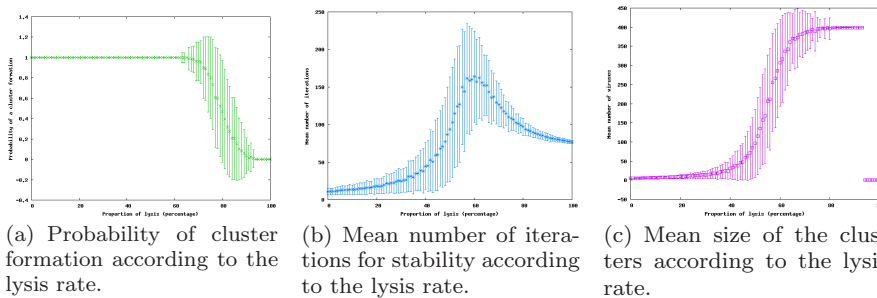 1,4
1,2
1
0,8
0,6
0,4
0,2
0
-0,2
-0,4
Probability of a cluster formation
0 20 40 60 80 100
Proportion of lysis (percentage)
250
200
150
100
50
0
Mean number of iterations
0 20 40 60 80 100
Proportion of lysis (percentage)
450
400
350
300
250
200
150
100
50
0
-50
Mean number of viruses
0 20 40 60 80
Proportion of lysis (percentage)
(a) Probability of cluster
formation according to the
lysis rate.
(b) Mean number of itera-
tions for stability according
to the lysis rate.
(c) Mean size of the clus-
ters according to the lysi
rate.